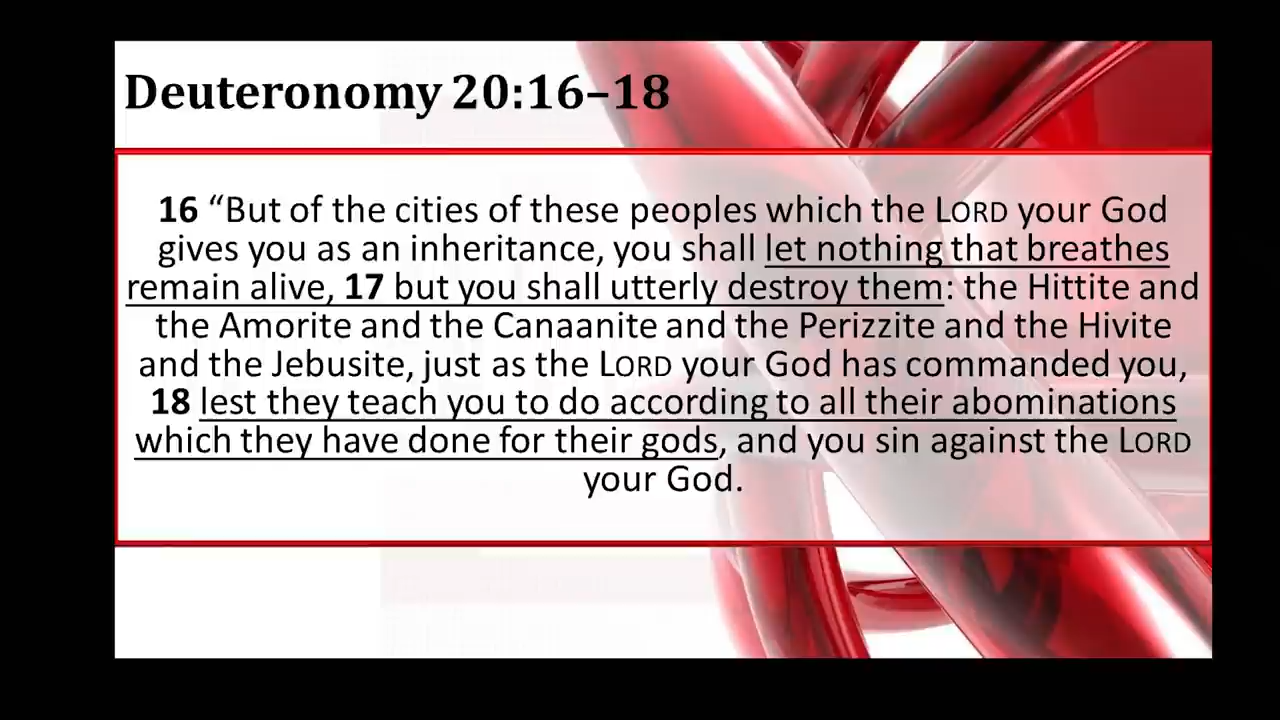 Deuteronomy 20:16–18
16 “But of the cities of these peoples which the LORD your God
gives you as an inheritance, you shall let nothing that breathes
remain alive, 17 but you shall utterly destroy them: the Hittite and
the Amorite and the Canaanite and the Perizzite and the Hivite
and the Jebusite, just as the LORD your God has commanded you,
18 lest they teach you to do according to all their abominations
which they have done for their gods, and you sin against the LORD
your God.